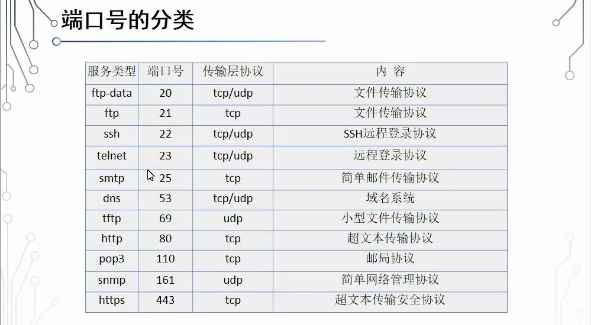 端口号的分类
服务类型 端口号 传输层协议 内 容
ftp-data 20 tcp/udp 文件传输协议
ftp 21 tcp 文件传输协议
ssh 22 tcp/udp SSH远程登录协议
telnet 23 tcp/udp 远程登录协议
smtp 25 tcp 简单邮件传输协议
dns 53 tcp/udp 域名系统
tftp 69 udp 小型文件传输协议
http 80 tcp 超文本传输协议
pop3 110 tcp 邮局协议
snmp 161 udp 简单网络管理协议
https 443 tcp 超文本传输安全协议